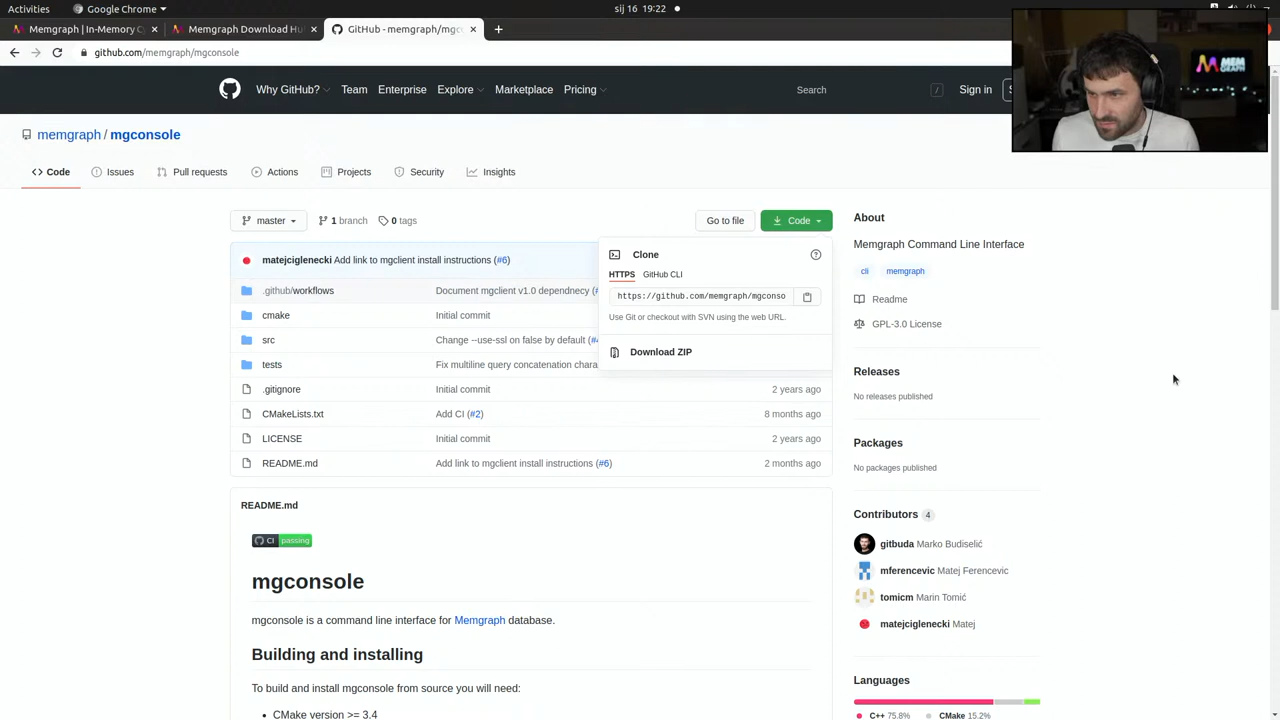 Activities
Google Chrome
sij 16 19:22
Memgraph | In-Memory
Memgraph Download Hu
GitHub - memgraph/mgc
github.com/memgraph/mgconsole
Why GitHub?
Team
Enterprise
Explore
Marketplace
Pricing
Search
/
Sign in
MEM
GRAPH
memgraph / mgconsole
Code
Issues
Pull requests
Actions
Projects
Security
Insights
master
1 branch
0 tags
Go to file
Code
About
Memgraph Command Line Interface
cli
memgraph
Readme
GPL-3.0 License
Releases
No releases published
Packages
No packages published
Contributors 4
gitbuda Marko Budiselić
mferencevic Matej Ferencevic
tomicm Marin Tomić
matejciglenecki Matej
Languages
C++ 75.8%
CMake 15.2%
Clone
HTTPS
GitHub CLI
https://github.com/memgraph/mgconso
Use Git or checkout with SVN using the web URL.
Download ZIP
matejciglenecki Add link to mgclient install instructions (#6)
.github/workflows
Document mgclient v1.0 dependnecy (#
cmake
Initial commit
src
Change --use-ssl on false by default (#4
tests
Fix multiline query concatenation chara
.gitignore
Initial commit
2 years ago
CMakeLists.txt
Add CI (#2)
8 months ago
LICENSE
Initial commit
2 years ago
README.md
Add link to mgclient install instructions (#6)
2 months ago
README.md
CI passing
mgconsole
mgconsole is a command line interface for Memgraph database.
Building and installing
To build and install mgconsole from source you will need:
CMake version >= 3.4